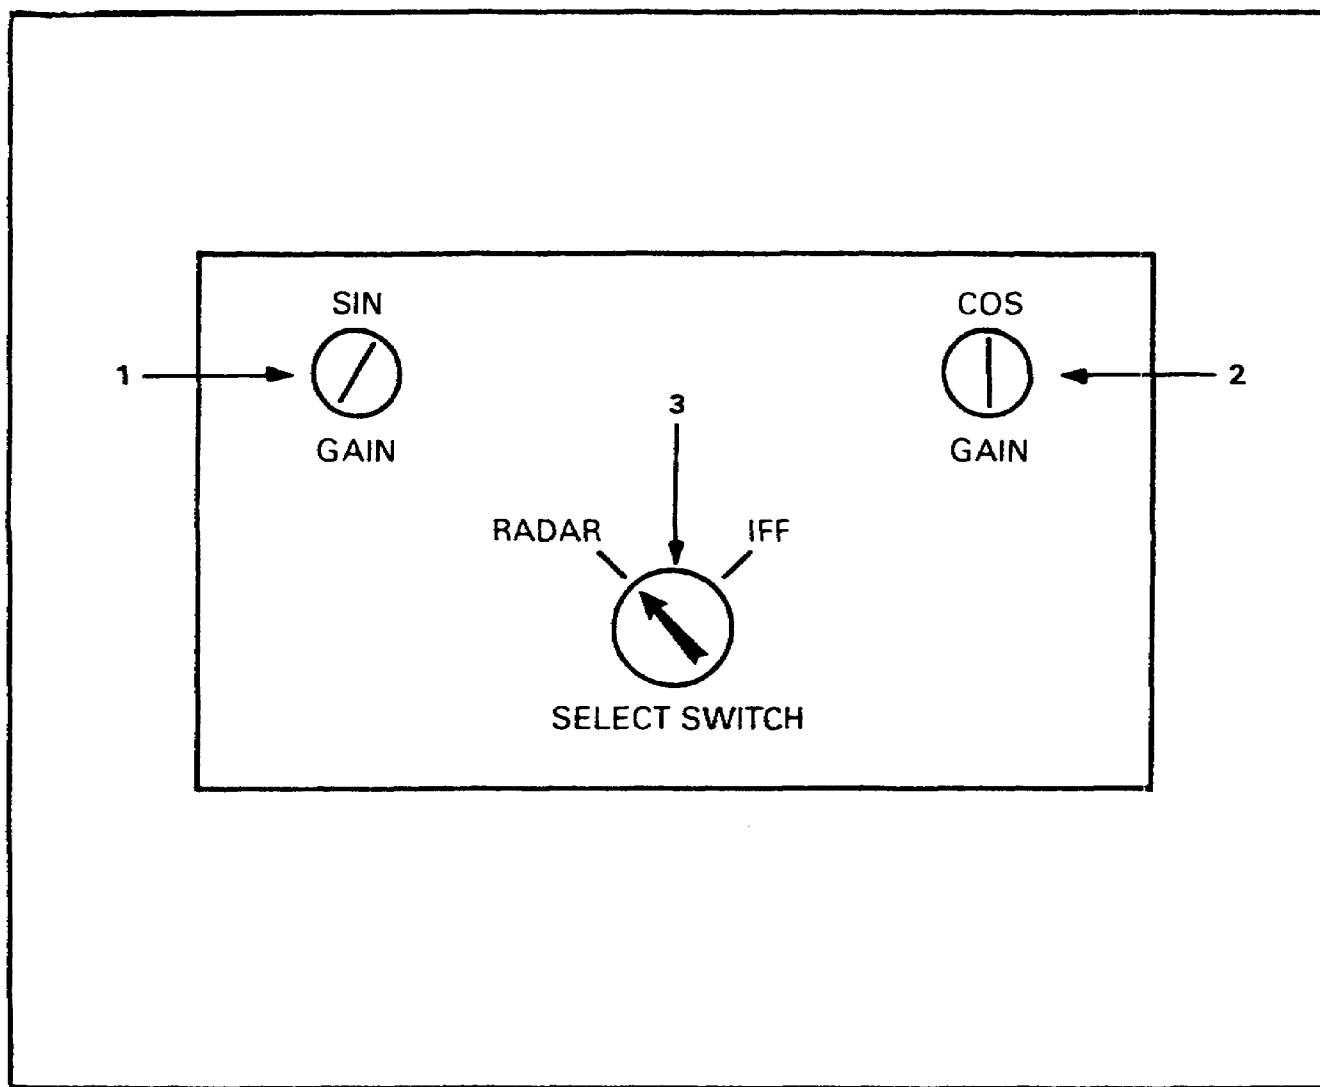 SIN
COS
1
2
3
GAIN
GAIN
RADAR
IFF
SELECT SWITCH